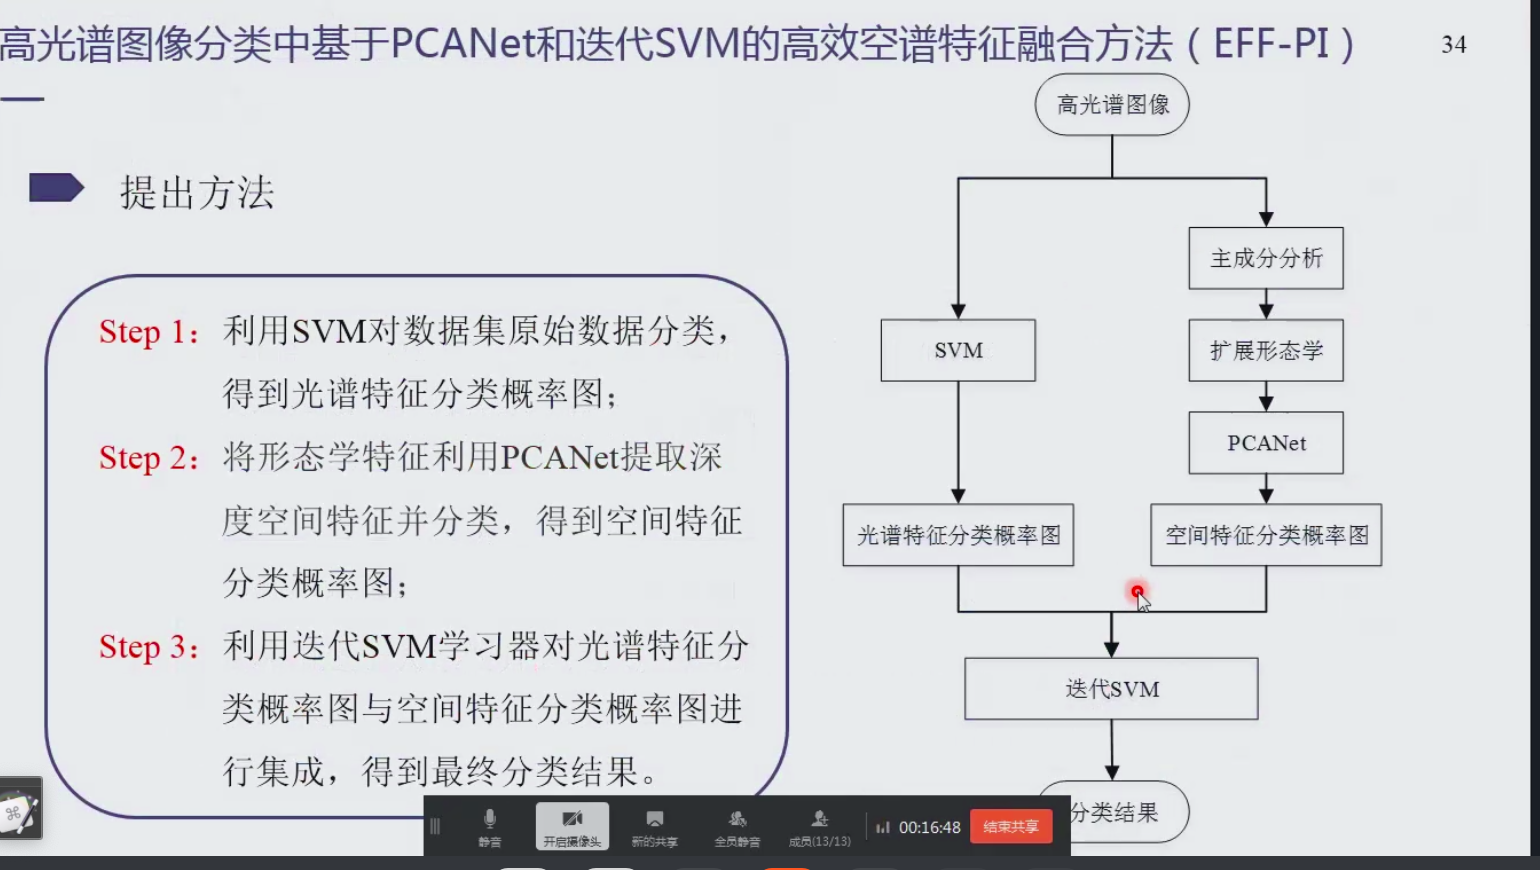 高光谱图像分类中基于PCANet和迭代SVM的高效空谱特征融合方法（EFF-PI）
34
提出方法
Step 1：利用SVM对数据集原始数据分类，
得到光谱特征分类概率图；
Step 2：将形态学特征利用PCANet提取深
度空间特征并分类，得到空间特征
分类概率图；
Step 3：利用迭代SVM学习器对光谱特征分
类概率图与空间特征分类概率图进
行集成，得到最终分类结果。
高光谱图像
主成分分析
SVM
扩展形态学
PCANet
光谱特征分类概率图
空间特征分类概率图
迭代SVM
分类结果
静音
开启摄像头
新的共享
全员静音
成员(13/13)
00:16:48
结束共享